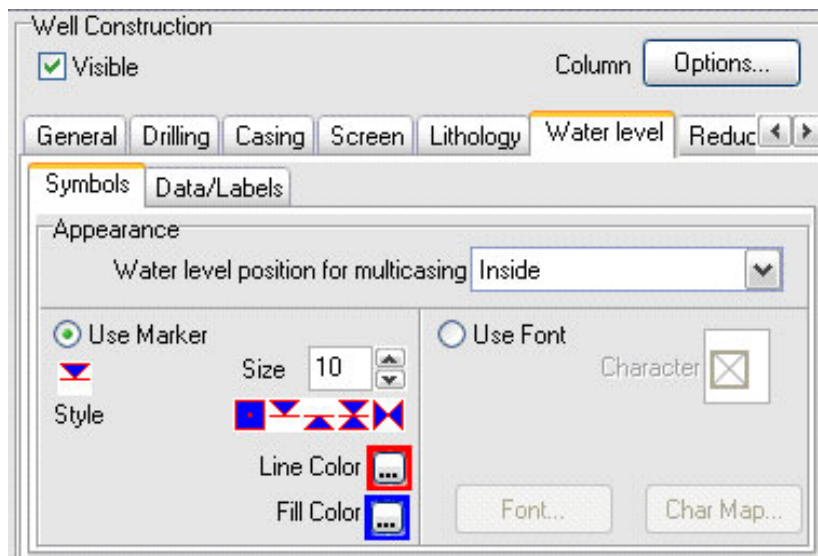 Well Construction
Visible
Column Options...
General Drilling Casing Screen Lithology Water level Reduc
Symbols Data/Labels
Appearance
Water level position for multicasing Inside
Use Marker
Size 10
Style
Line Color ...
Fill Color ...
Use Font
Character
Font... Char Map...